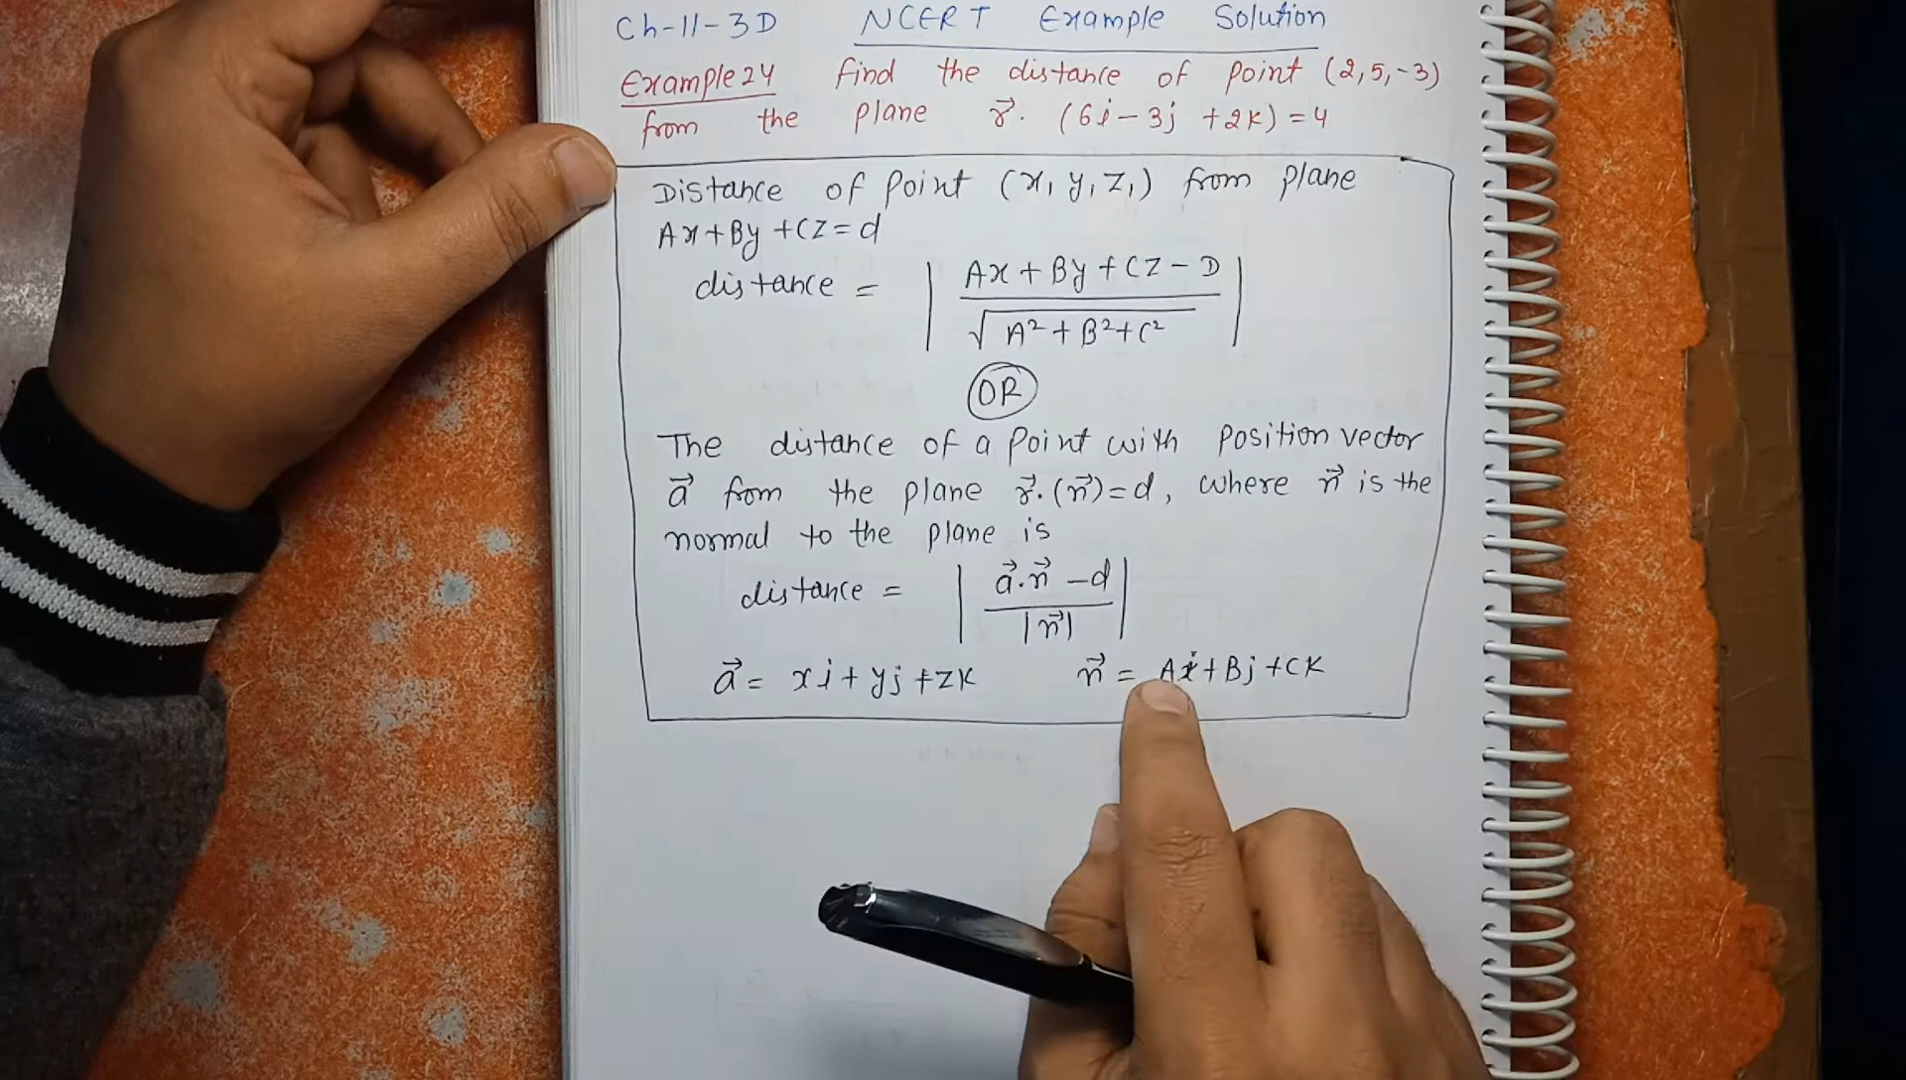 Ch-11-3D NCERT Example Solution
Example 24 find the distance of point (2,5,-3)
from the plane r⃗. (6i-3j+2k)=4
Distance of point (x₁ y₁ z₁) from plane
Ax+By+Cz=d
distance = | Ax+By+Cz-D / √A²+B²+C² |
OR
The distance of a point with position vector
a⃗ from the plane r⃗.(n⃗)=d, where n⃗ is the
normal to the plane is
distance = | a⃗.n⃗ -d / |n⃗| |
a⃗ = xi+yj+zk n⃗ = Ai+Bj+Ck